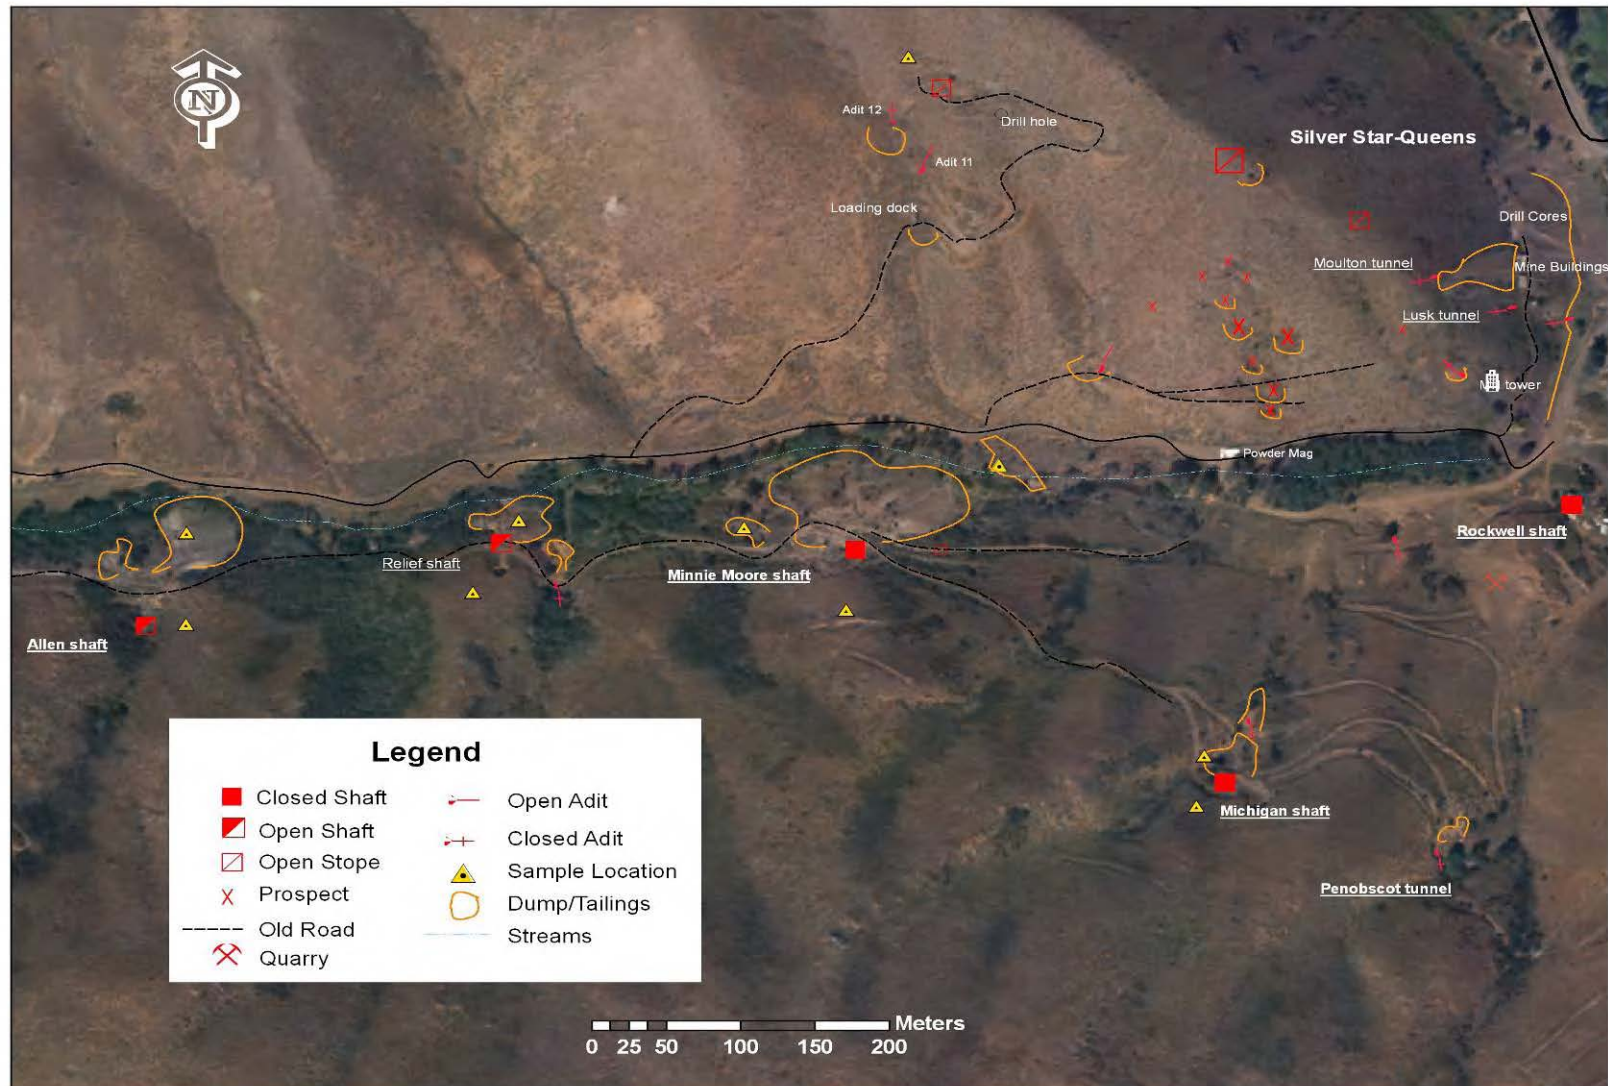 N
Adit 12
Drill hole
Silver Star-Queens
Adit 11
Loading dock
Drill Cores
Moulton tunnel
Mine Buildings
Lusk tunnel
tower
Powder Mag
Rockwell shaft
Relief shaft
Minnie Moore shaft
Allen shaft
Michigan shaft
Penobscot tunnel
Legend
Closed Shaft
Open Shaft
Open Stope
Prospect
Old Road
Quarry
Open Adit
Closed Adit
Sample Location
Dump/Tailings
Streams
Meters
0 25 50 100 150 200